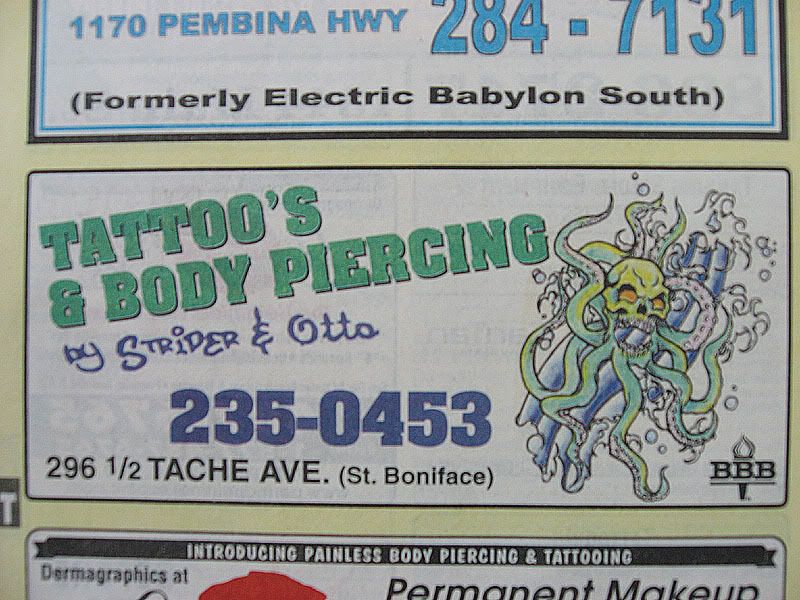 1170 PEMBINA HWY 284-7131
(Formerly Electric Babylon South)
TATTOO'S
& BODY PIERCING
by STRIDER & Otto
235-0453
296 1/2 TACHE AVE. (St. Boniface)
BBB
T
INTRODUCING PAINLESS BODY PIERCING & TATTOOING
Dermagraphics at
Permanent Makeup